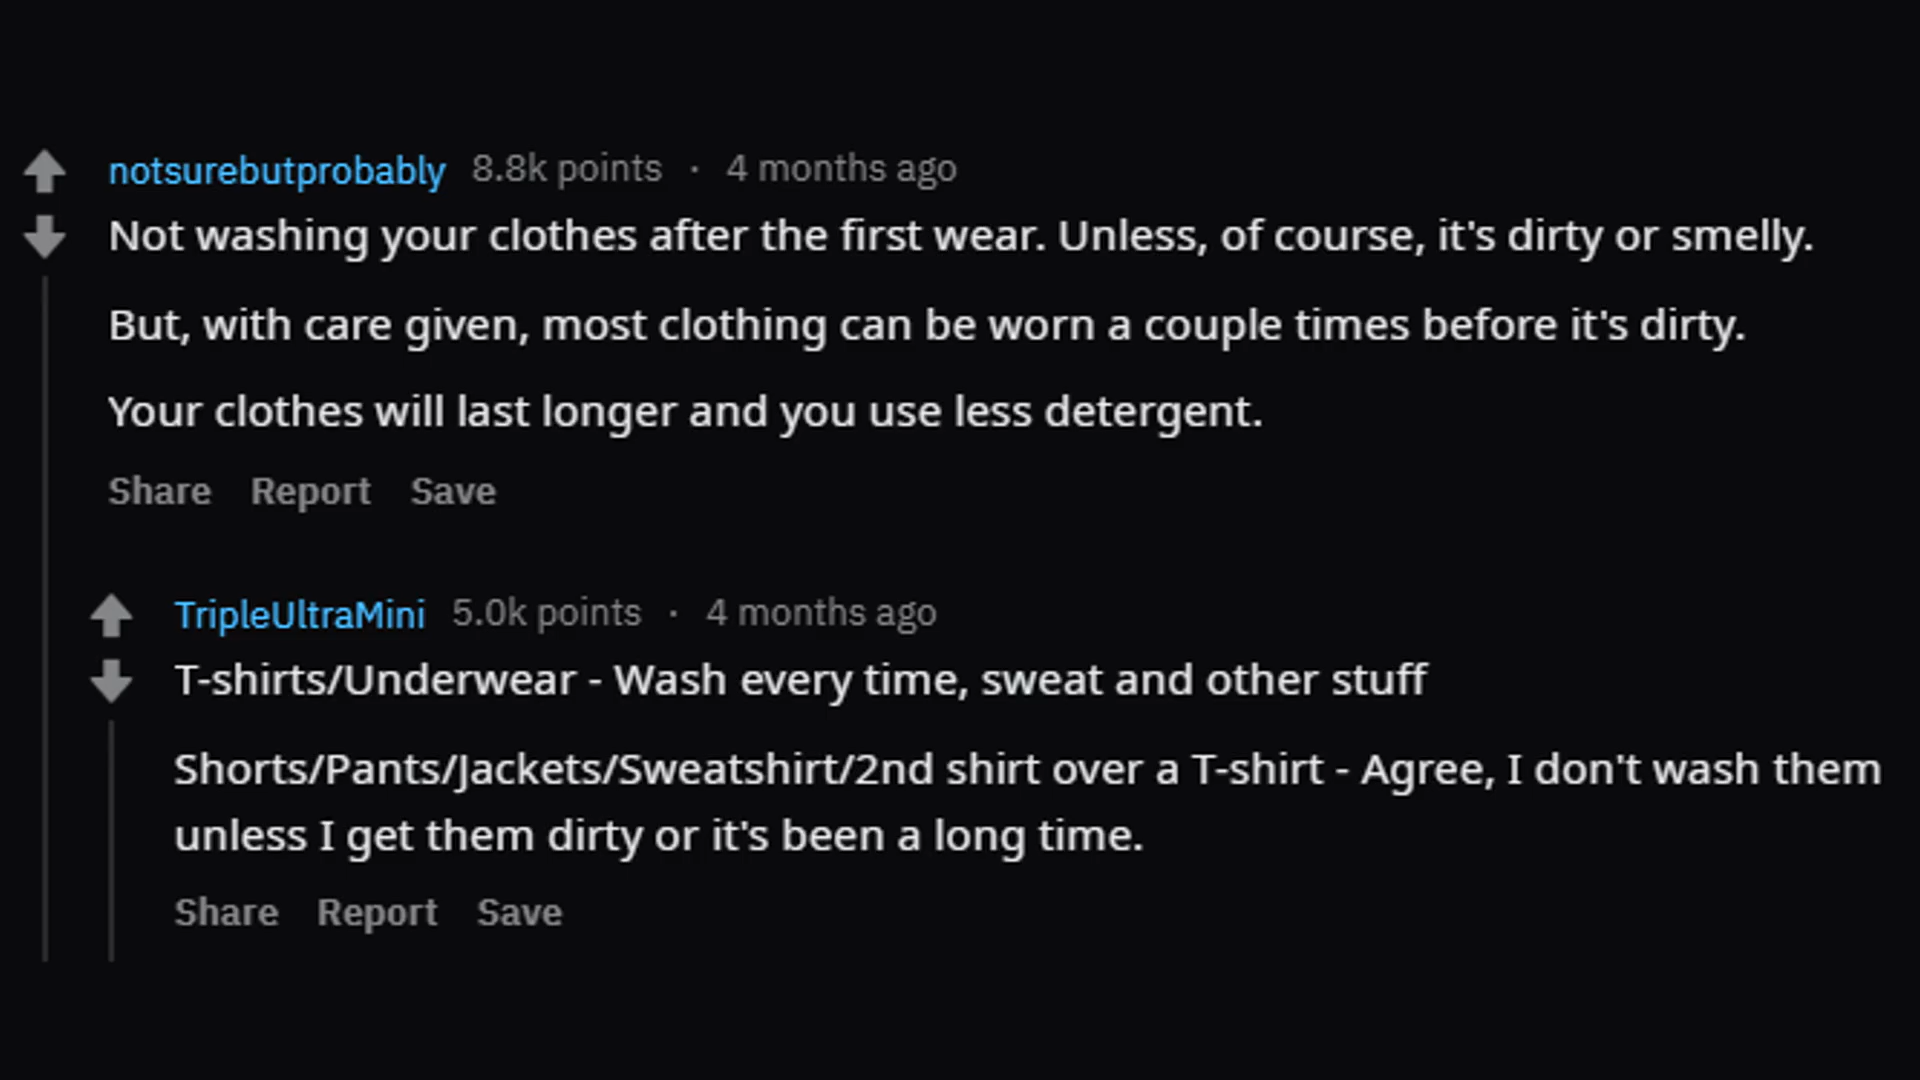 notsurebutprobably 8.8k points · 4 months ago
Not washing your clothes after the first wear. Unless, of course, it's dirty or smelly.
But, with care given, most clothing can be worn a couple times before it's dirty.
Your clothes will last longer and you use less detergent.
Share Report Save
TripleUltraMini 5.0k points · 4 months ago
T-shirts/Underwear - Wash every time, sweat and other stuff
Shorts/Pants/Jackets/Sweatshirt/2nd shirt over a T-shirt - Agree, I don't wash them
unless I get them dirty or it's been a long time.
Share Report Save